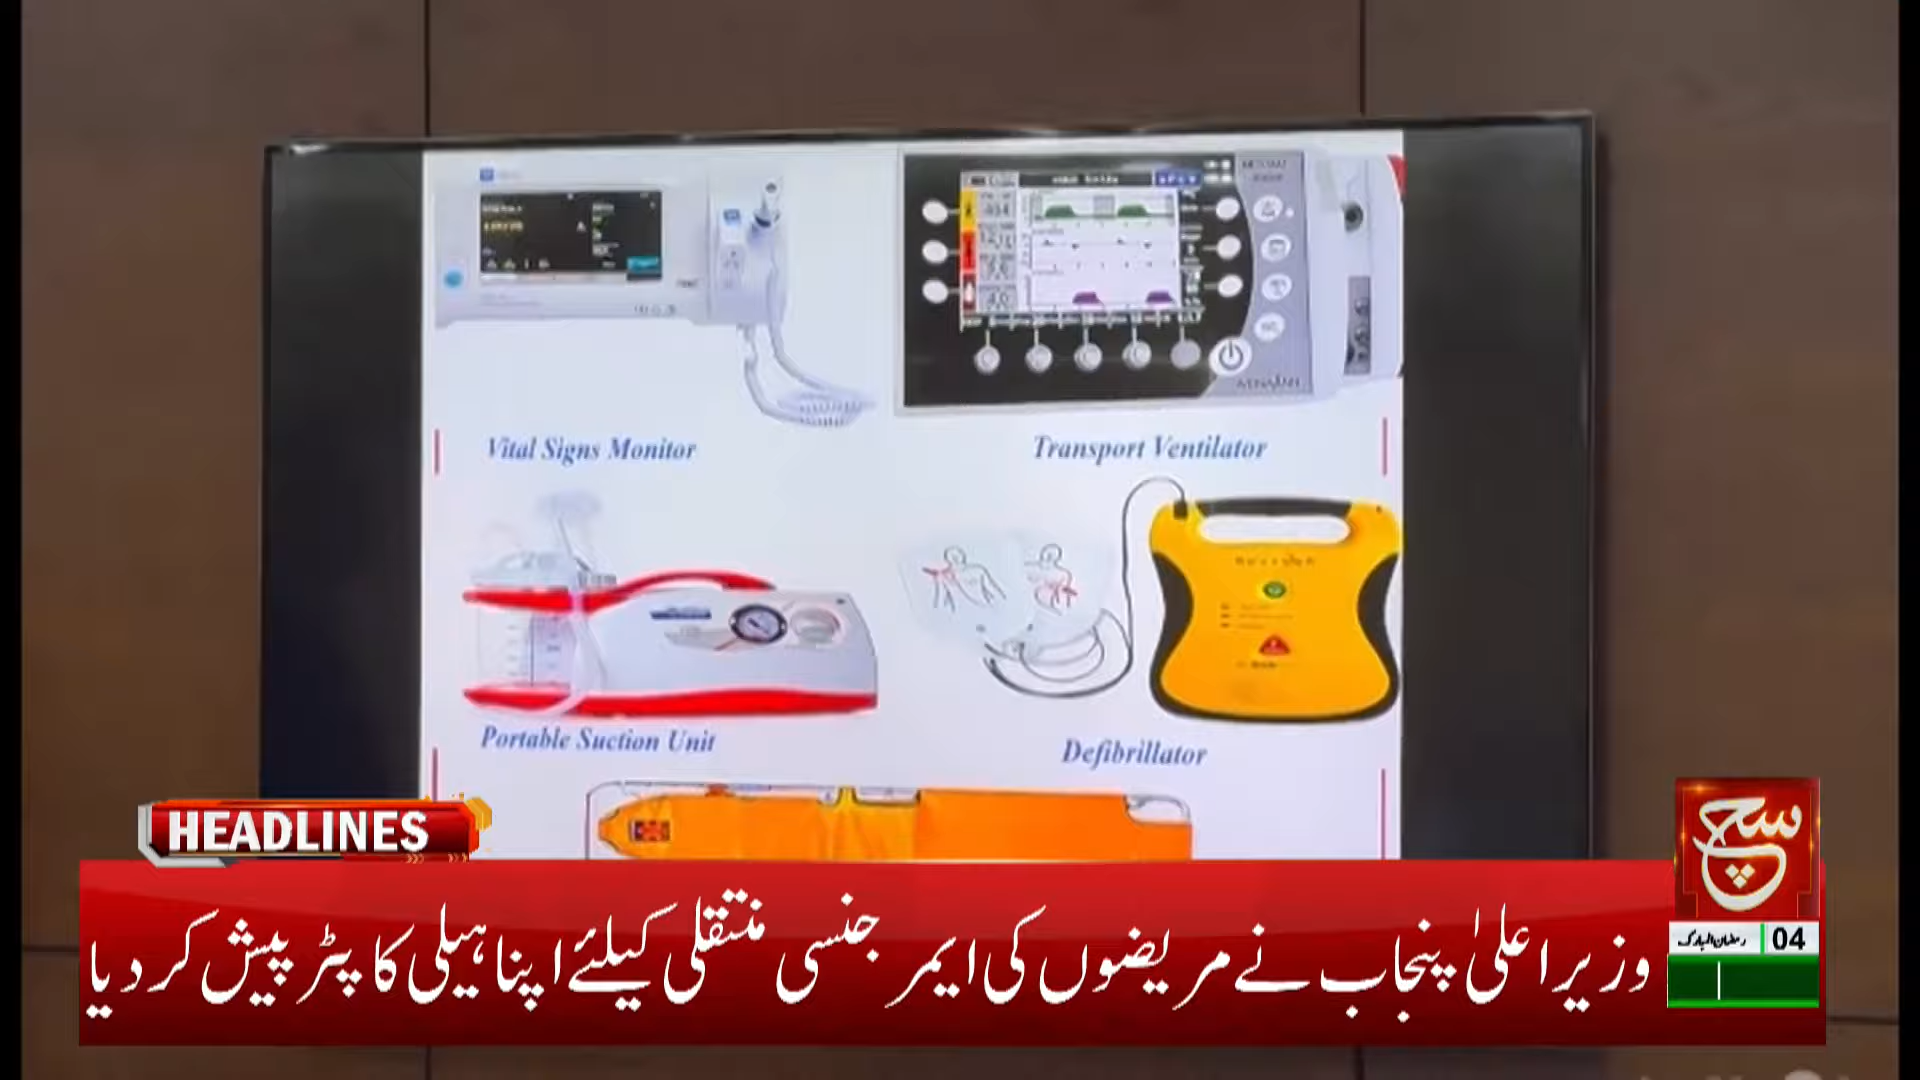 Vital Signs Monitor
Transport Ventilator
Portable Suction Unit
Defibrillator
HEADLINES
سچ
04 رمضان المبارک
وزیراعلیٰ پنجاب نے مریضوں کی ایمرجنسی منتقلی کیلئے اپنا ہیلی کاپٹر پیش کردیا